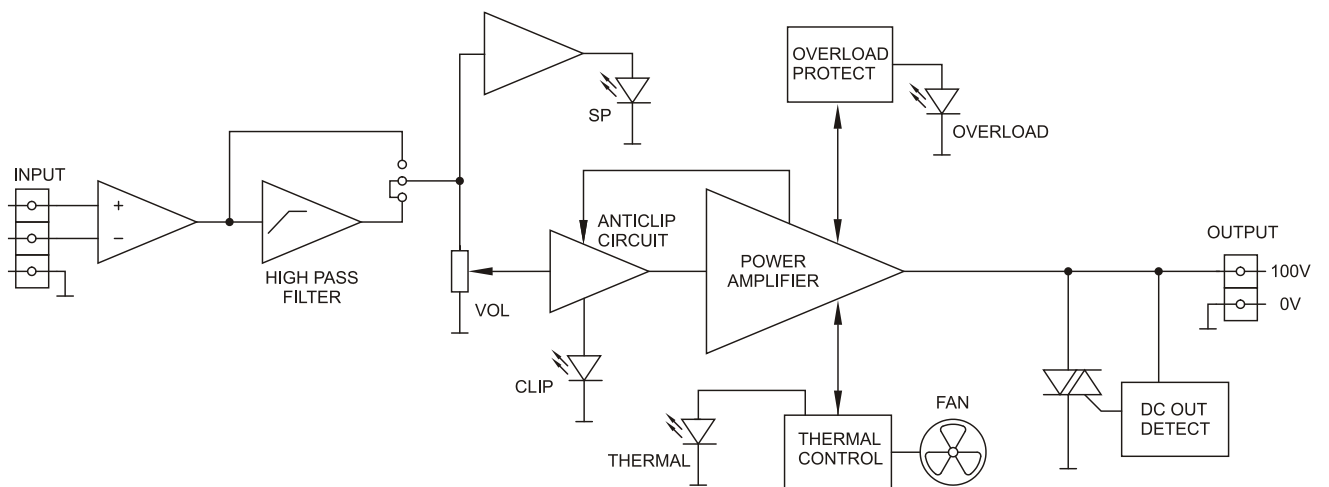 OVERLOAD
PROTECT
SP
OVERLOAD
INPUT
+
−
HIGH PASS
FILTER
VOL
ANTICLIP
CIRCUIT
POWER
AMPLIFIER
OUTPUT
100V
0V
CLIP
THERMAL
THERMAL
CONTROL
FAN
DC OUT
DETECT